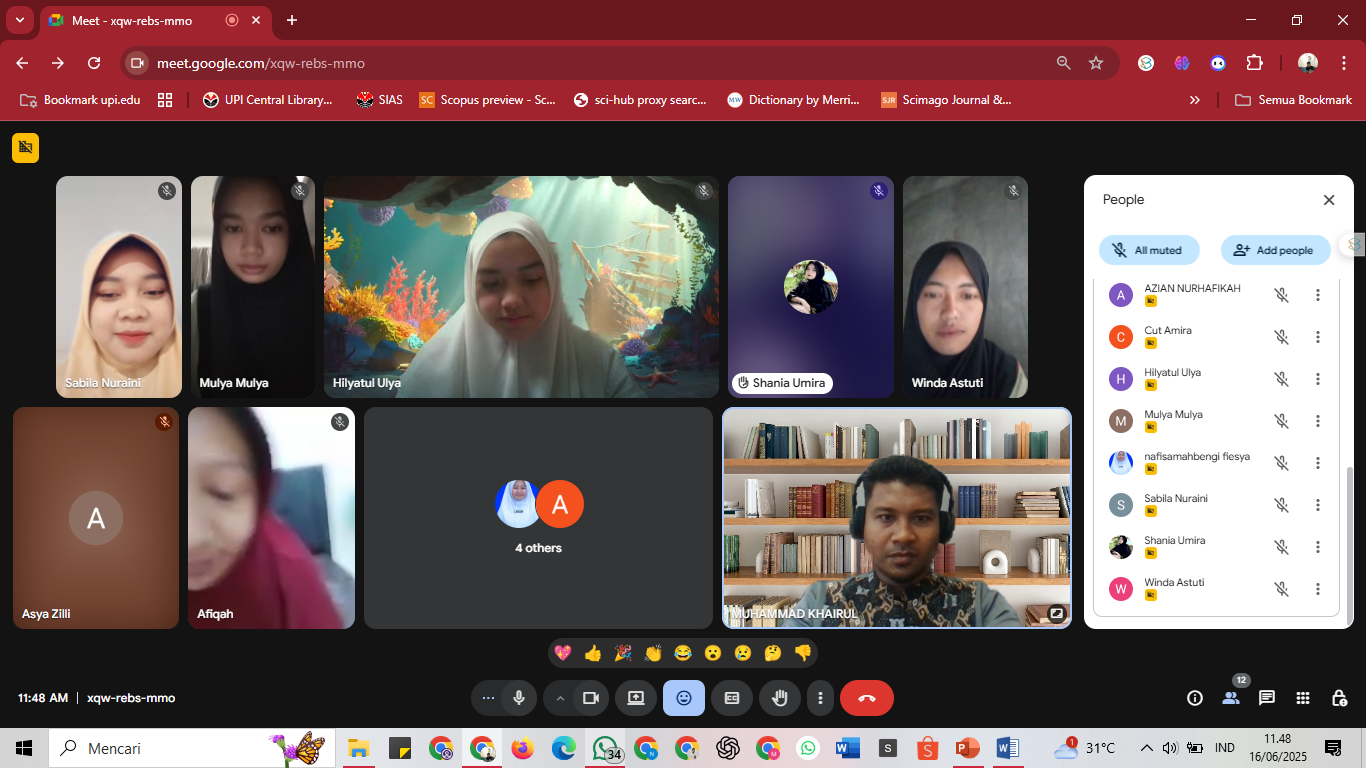 Meet - xqw-rebs-mmo
meet.google.com/xqw-rebs-mmo
Bookmark upi.edu
UPI Central Library...
SIAS
SC Scopus preview - Sc...
sci-hub proxy searc...
MW Dictionary by Merri...
SJR Scimago Journal &...
»
Semua Bookmark
Sabila Nuraini
Mulya Mulya
Hilyatul Ulya
Shania Umira
Winda Astuti
A
Asya Zilli
Afiqah
A
4 others
MUHAMMAD KHAIRUL
People
All muted
Add people
A AZIAN NURHAFIKAH
C Cut Amira
H Hilyatul Ulya
M Mulya Mulya
nafisamahbengi fiesya
S Sabila Nuraini
Shania Umira
W Winda Astuti
11:48 AM | xqw-rebs-mmo
12
Mencari
34
1
31°C
IND
11.48
16/06/2025